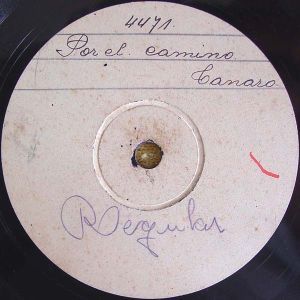 4471.
Por el camino
Canaro
Regular